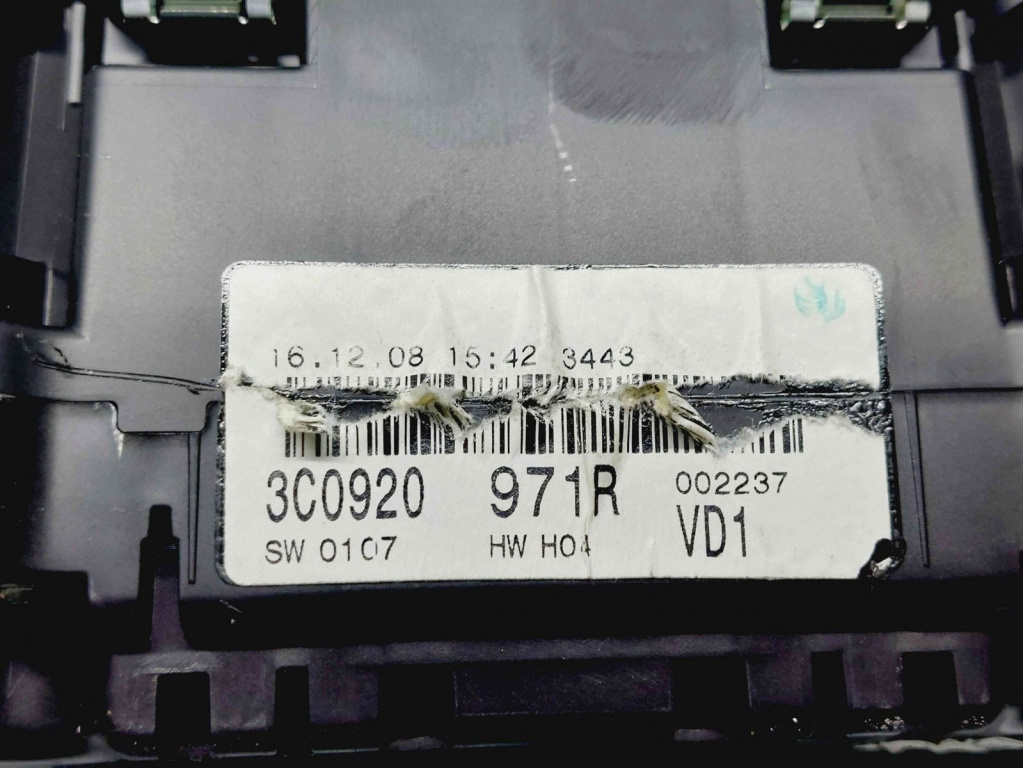 16.12.08 15:42 3443
3C0920 971R 002237
SW 0107 HW H04 VD1